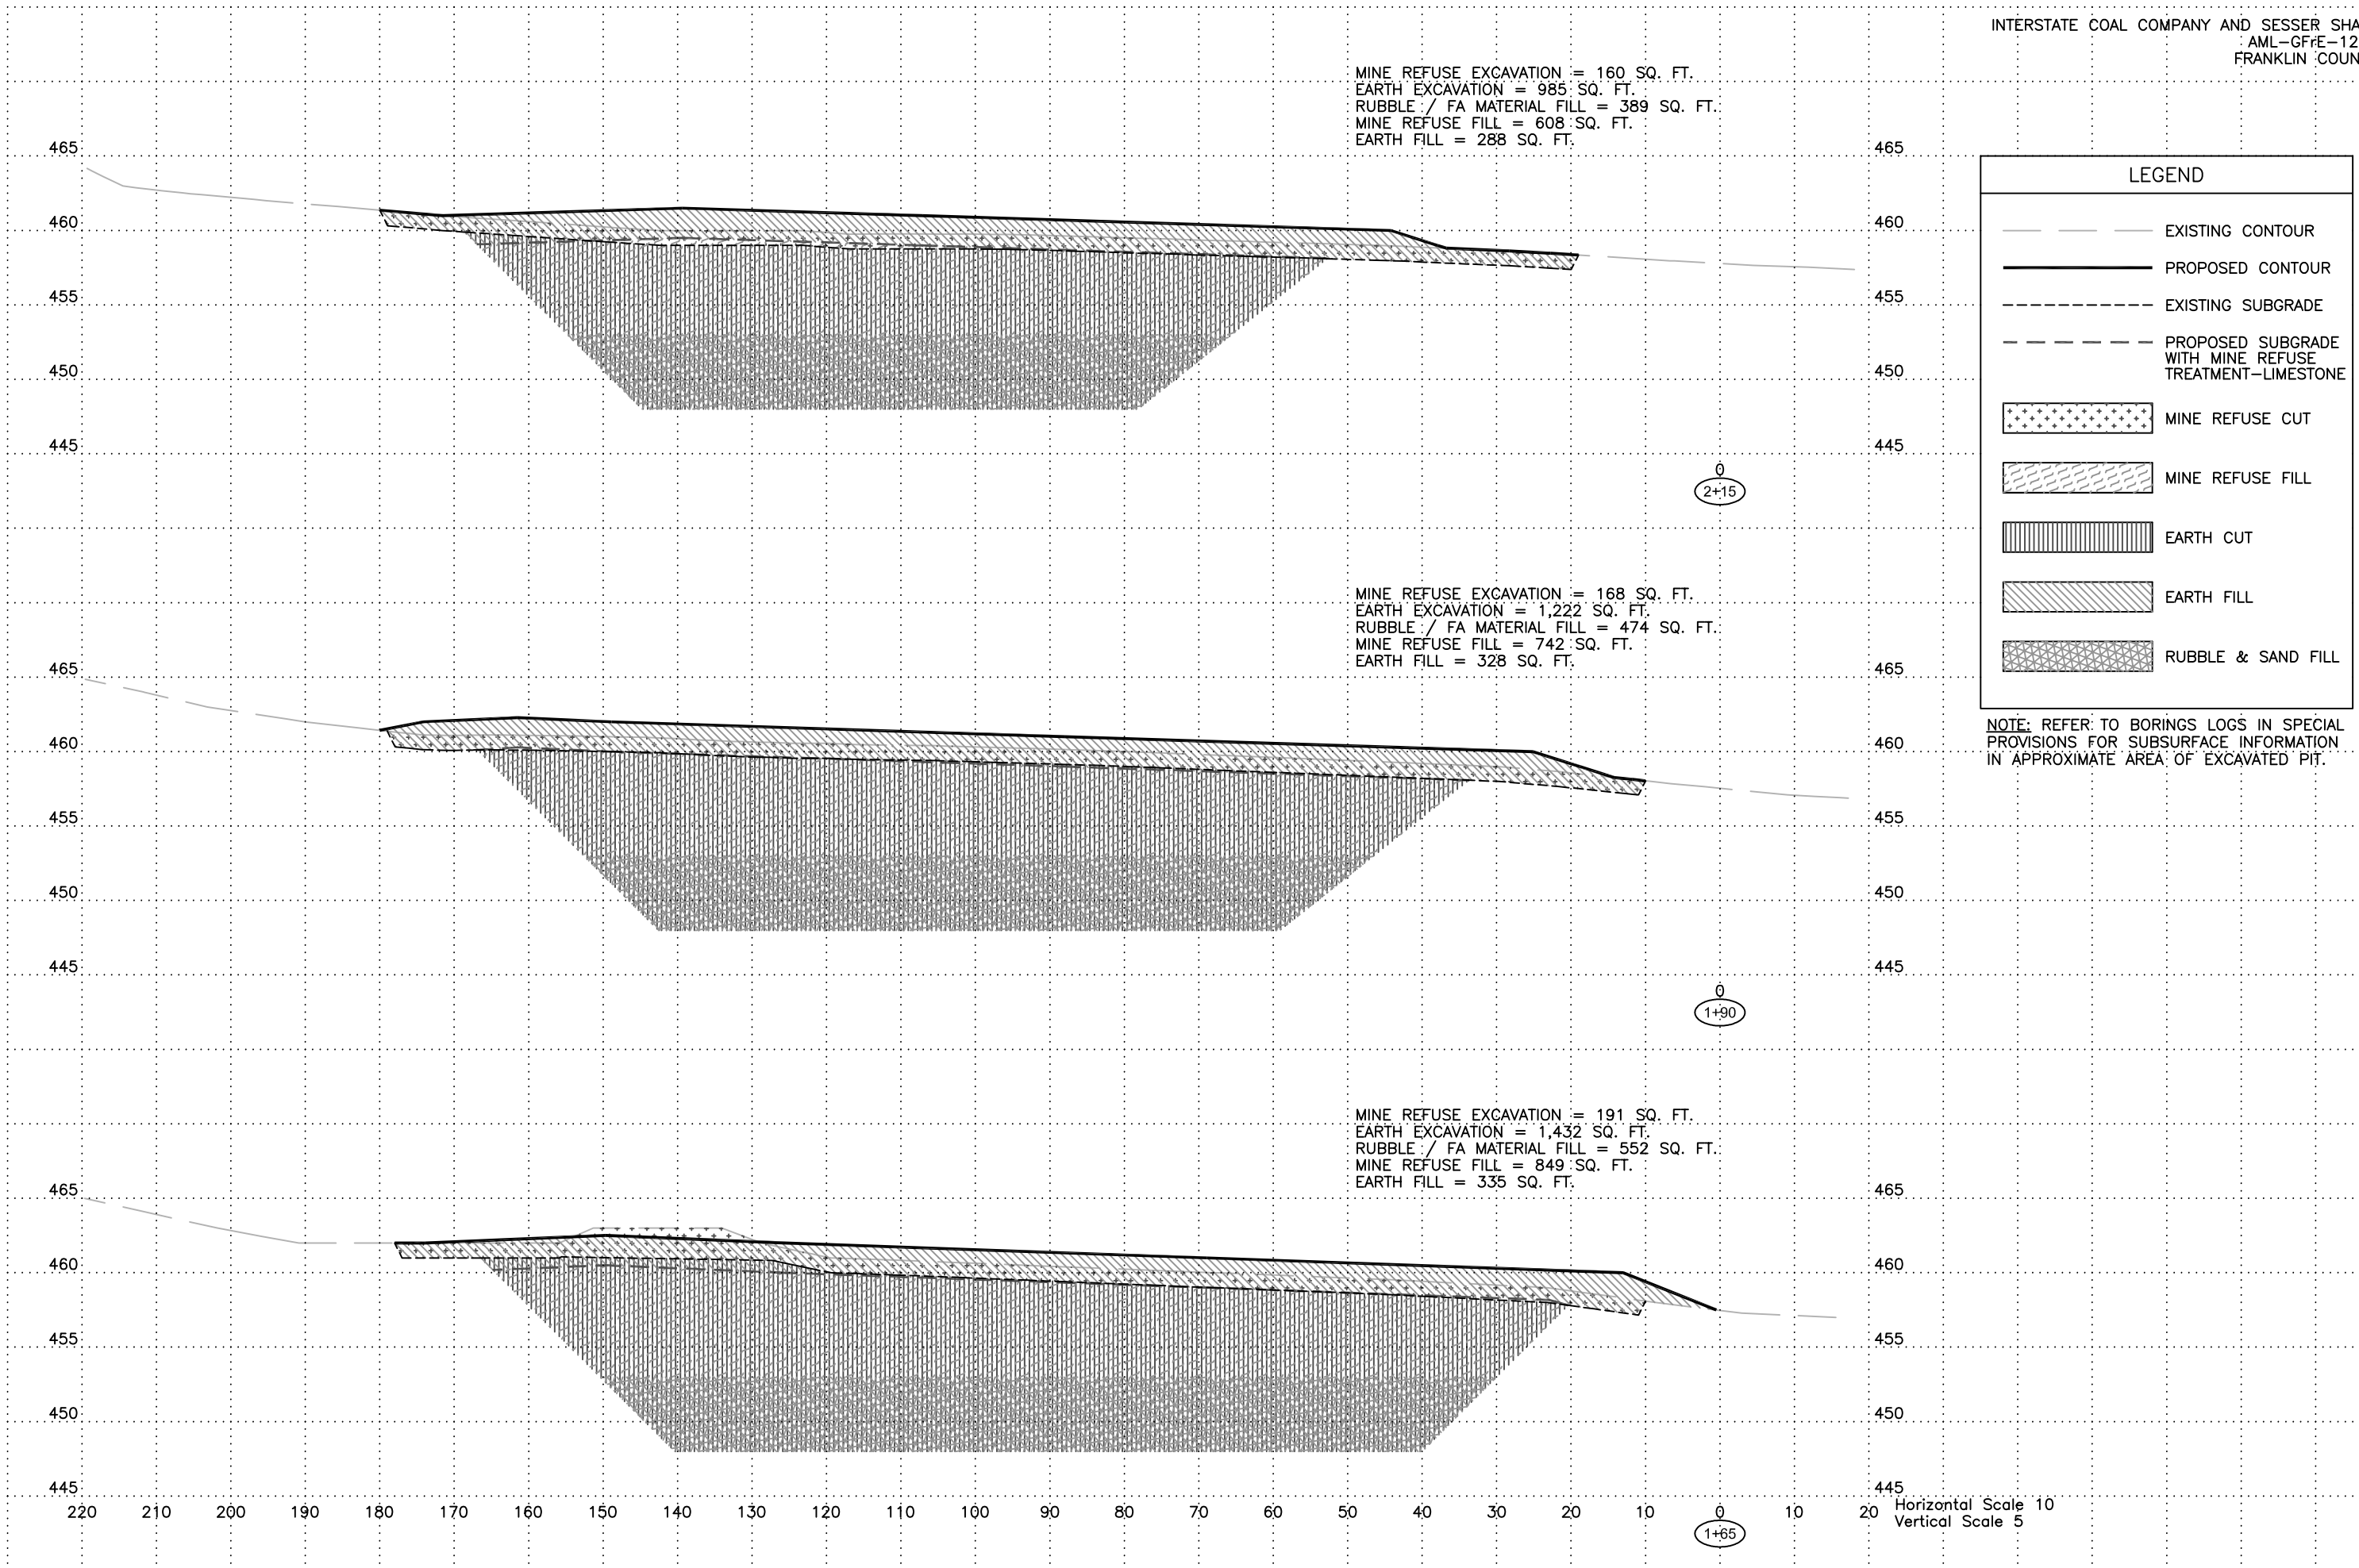 INTERSTATE COAL COMPANY AND SESSER SHA
AML-GFrE-12
FRANKLIN COUN
MINE REFUSE EXCAVATION = 160 SQ. FT.
EARTH EXCAVATION = 985 SQ. FT.
RUBBLE / FA MATERIAL FILL = 389 SQ. FT.
MINE REFUSE FILL = 608 SQ. FT.
EARTH FILL = 288 SQ. FT.
465 465
460 460
455 455
450 450
445 445
0
2+15
LEGEND
EXISTING CONTOUR
PROPOSED CONTOUR
EXISTING SUBGRADE
PROPOSED SUBGRADE
WITH MINE REFUSE
TREATMENT-LIMESTONE
MINE REFUSE CUT
MINE REFUSE FILL
EARTH CUT
EARTH FILL
RUBBLE & SAND FILL
NOTE: REFER TO BORINGS LOGS IN SPECIAL
PROVISIONS FOR SUBSURFACE INFORMATION
IN APPROXIMATE AREA OF EXCAVATED PIT.
MINE REFUSE EXCAVATION = 168 SQ. FT.
EARTH EXCAVATION = 1,222 SQ. FT.
RUBBLE / FA MATERIAL FILL = 474 SQ. FT.
MINE REFUSE FILL = 742 SQ. FT.
EARTH FILL = 328 SQ. FT.
465 465
460 460
455 455
450 450
445 445
0
1+90
MINE REFUSE EXCAVATION = 191 SQ. FT.
EARTH EXCAVATION = 1,432 SQ. FT.
RUBBLE / FA MATERIAL FILL = 552 SQ. FT.
MINE REFUSE FILL = 849 SQ. FT.
EARTH FILL = 335 SQ. FT.
465 465
460 460
455 455
450 450
445 445
220 210 200 190 180 170 160 150 140 130 120 110 100 90 80 70 60 50 40 30 20 10 0 10 20
1+65
Horizontal Scale 10
Vertical Scale 5